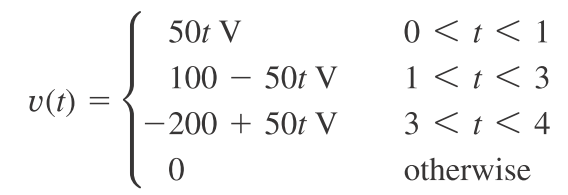 50t V 0 < t < 1
100 − 50t V 1 < t < 3
v(t) =
−200 + 50t V 3 < t < 4
0 otherwise